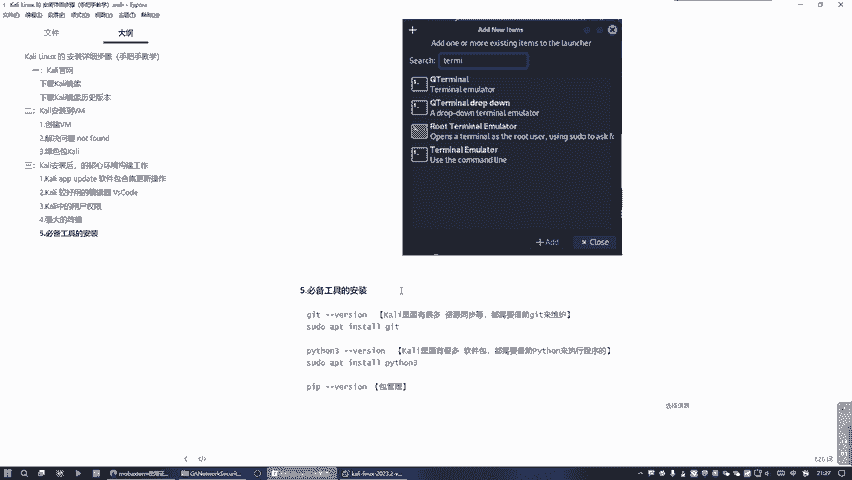 Kali Linux 的 安装详细步骤（手把手教学）.md - Typora
文件(F) 编辑(E) 段落(P) 格式(O) 视图(V) 主题(T) 帮助(H)
文件 大纲
Kali Linux 的 安装详细步骤（手把手教学）
一：Kali官网
下载Kali镜像
下载Kali镜像历史版本
二：Kali安装到VM
1.创建VM
2.解决问题 not found
3.绿色包Kali
三：Kali安装后，的核心环境构建工作
1.Kali app update 软件包合集更新操作
2.Kali 较好用的编辑器 VsCode
3.Kali中的用户权限
4.强大的终端
5.必备工具的安装
Add New Items
Add one or more existing items to the launcher
Search: termi
QTerminal
Terminal emulator
QTerminal drop down
A drop-down terminal emulator
Root Terminal Emulator
Opens a terminal as the root user, using sudo to ask fo
Terminal Emulator
Use the command line
Add Close
5.必备工具的安装
git --version 【Kali里面有很多 资源同步等，都需要借助git来维护】
sudo apt install git
python3 --version 【Kali里面有很多 软件包，都需要借助Python来执行程序的】
sudo apt install python3
pip --version 【包管理】
21:27